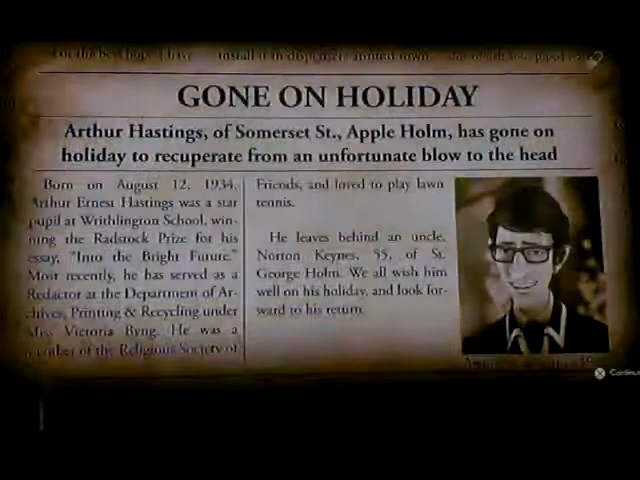 GONE ON HOLIDAY
Arthur Hastings, of Somerset St., Apple Holm, has gone on
holiday to recuperate from an unfortunate blow to the head
Born on August 12, 1934,
Arthur Ernest Hastings was a star
pupil at Writhlington School, win-
ning the Radstock Prize for his
essay, "Into the Bright Future."
Most recently, he has served as a
Redactor at the Department of Ar-
chives, Printing & Recycling under
Miss Victoria Byng. He was a
member of the Religious Society of
Friends, and loved to play lawn
tennis.
He leaves behind an uncle,
Norton Keynes, 55, of St.
George Holm. We all wish him
well on his holiday, and look for-
ward to his return.